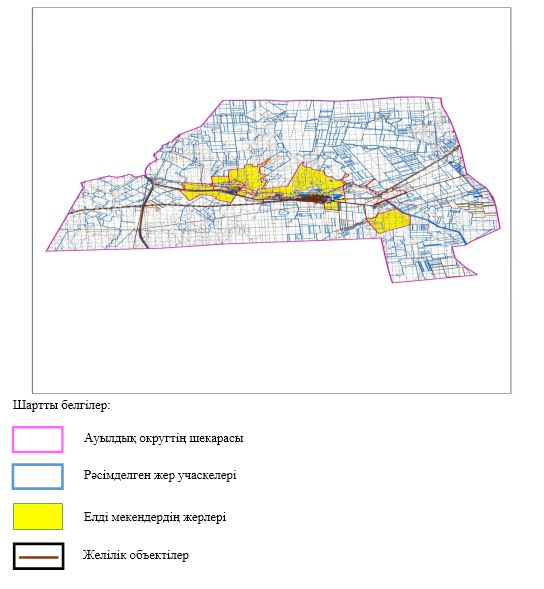 Шартты белгілер:
Ауылдық округтің шекарасы
Рәсімделген жер учаскелері
Елді мекендердің жерлері
Желілік объектілер